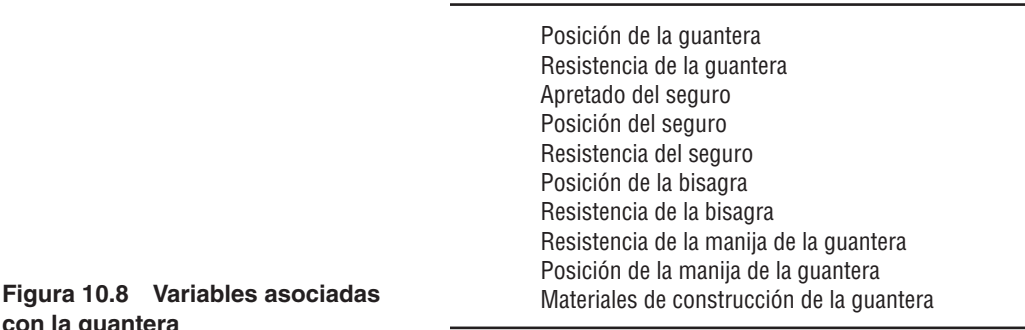 Posición de la guantera
Resistencia de la guantera
Apretado del seguro
Posición del seguro
Resistencia del seguro
Posición de la bisagra
Resistencia de la bisagra
Resistencia de la manija de la guantera
Posición de la manija de la guantera
Materiales de construcción de la guantera
Figura 10.8 Variables asociadas
con la guantera